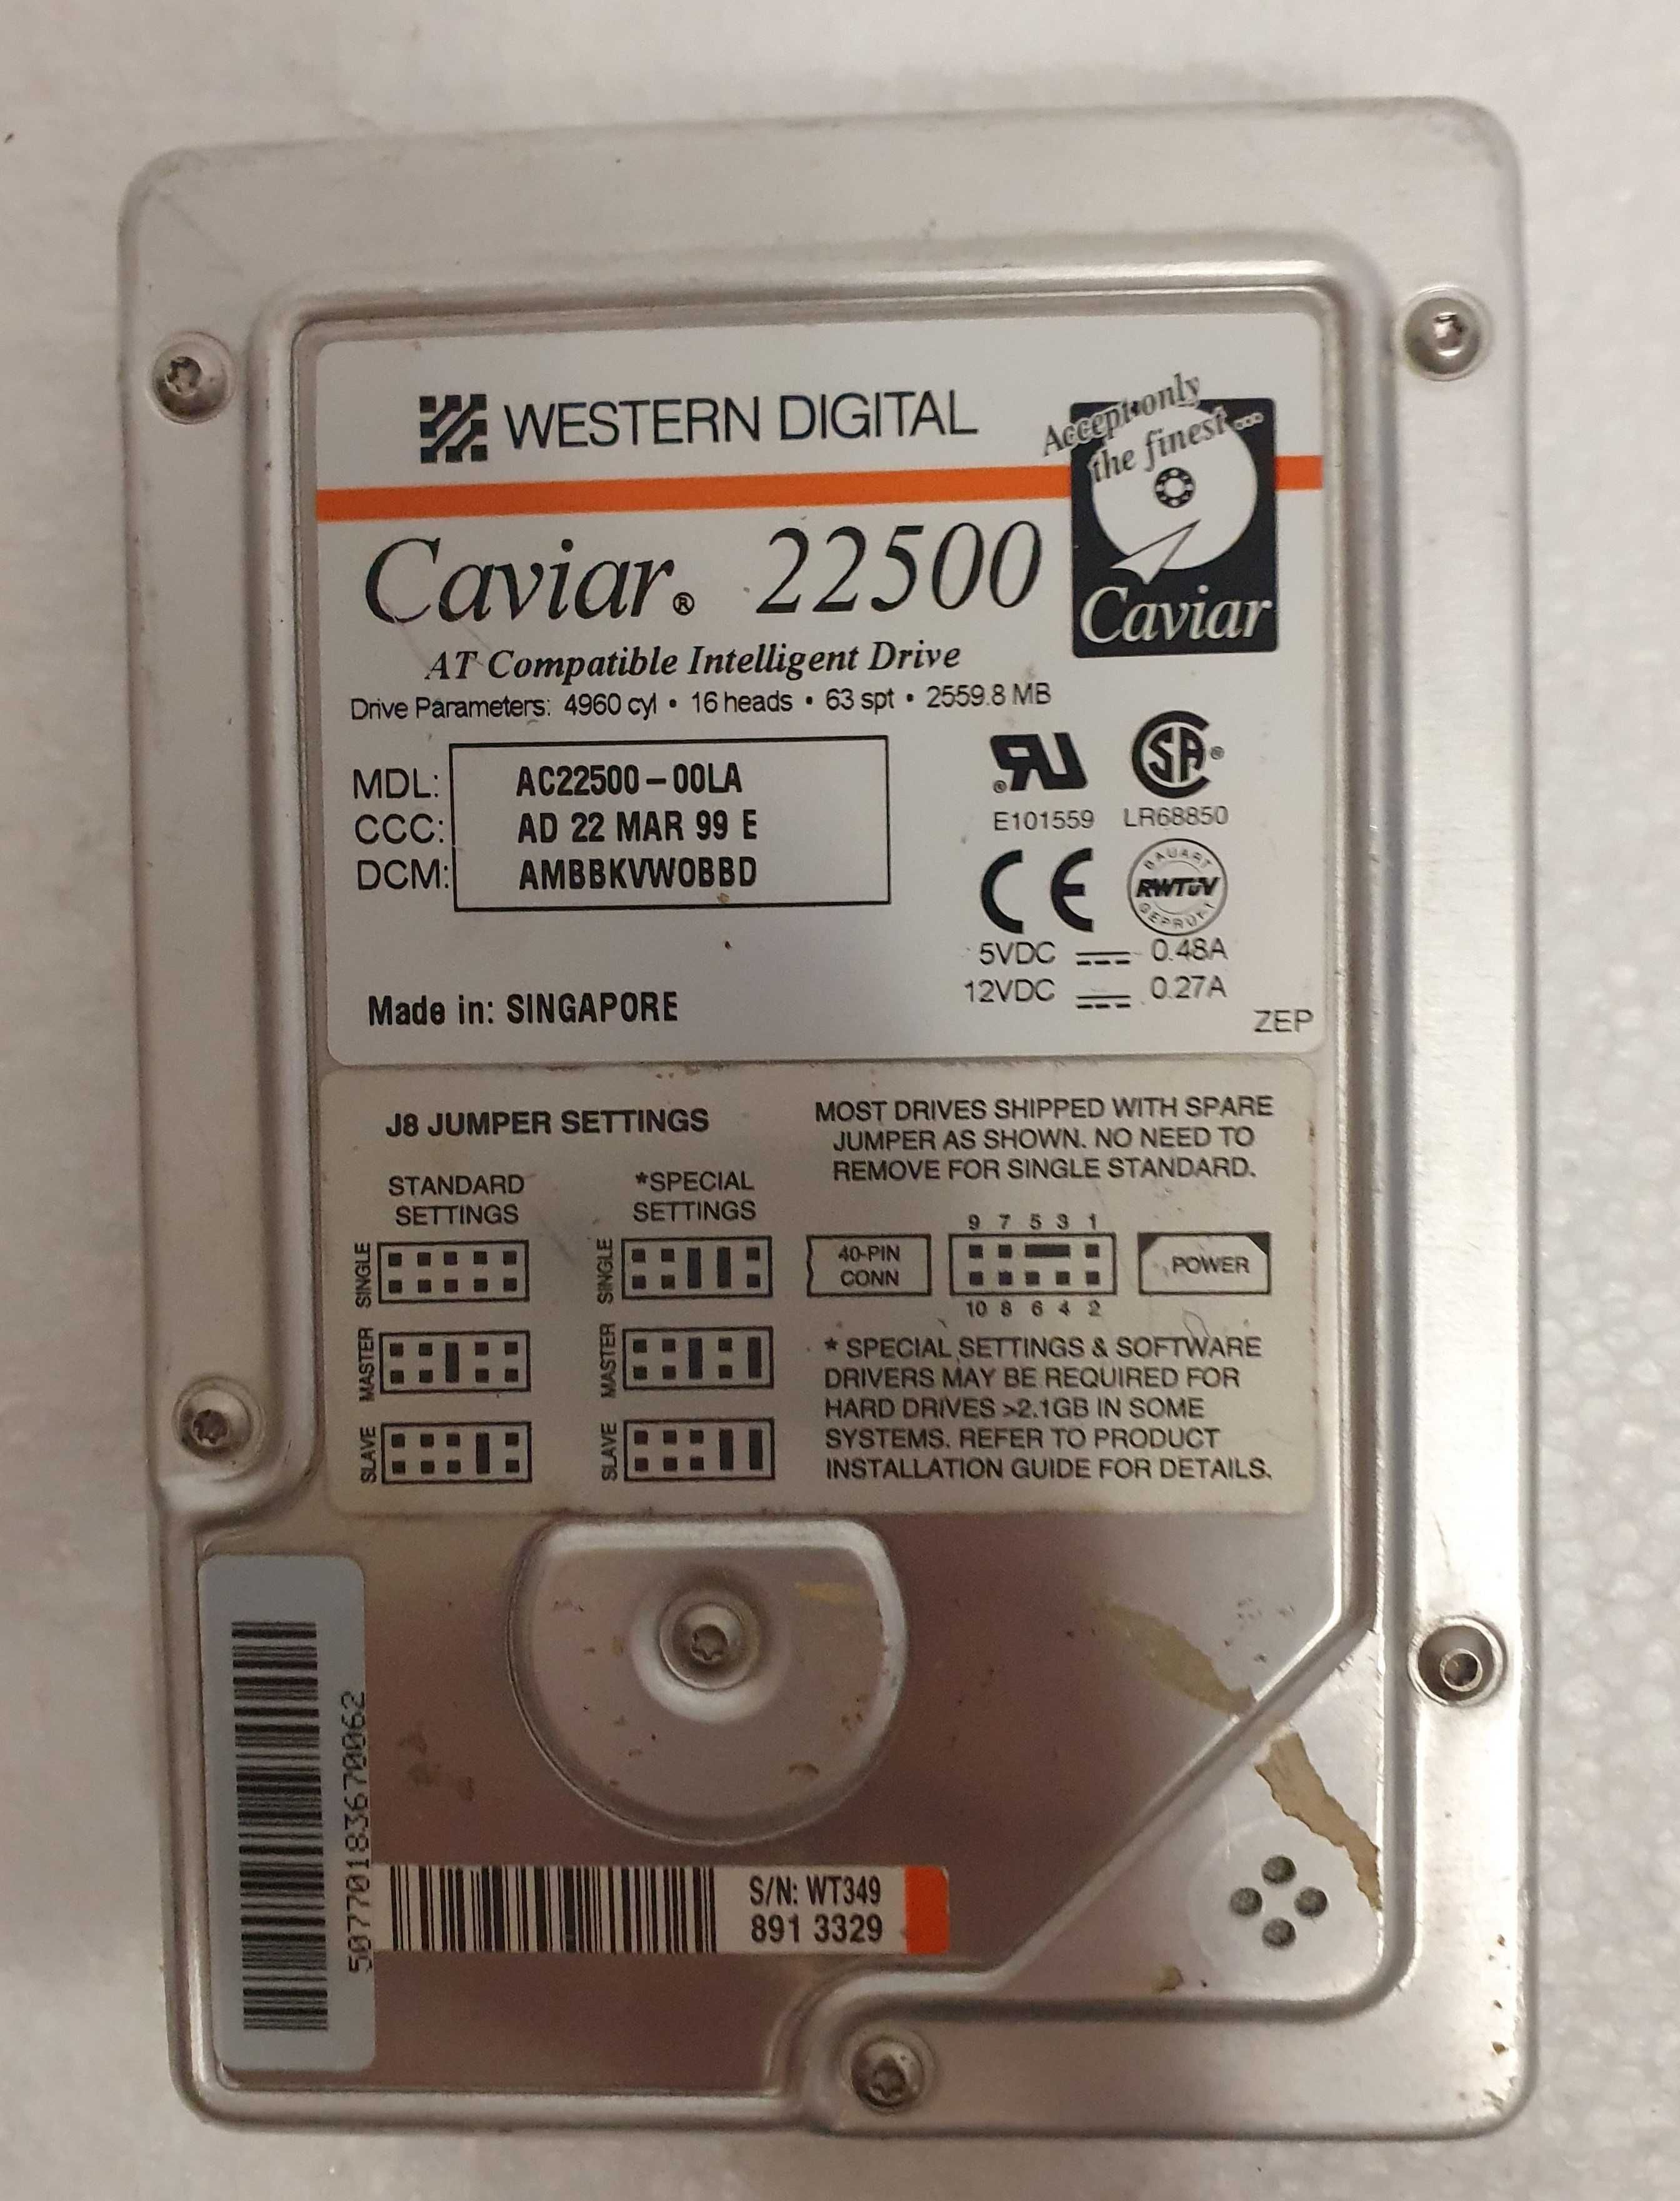 WESTERN DIGITAL
Accept only
the finest...
Caviar
Caviar® 22500
AT Compatible Intelligent Drive
Drive Parameters: 4960 cyl • 16 heads • 63 spt • 2559.8 MB
MDL: AC22500-00LA
CCC: AD 22 MAR 99 E
DCM: AMBBKVW0BBD
E101559 LR68850
CE
BAUART
RWTÜV
GEPRÜFT
5VDC 0.48A
12VDC 0.27A
Made in: SINGAPORE
ZEP
J8 JUMPER SETTINGS
STANDARD
SETTINGS
*SPECIAL
SETTINGS
SINGLE
MASTER
SLAVE
SINGLE
MASTER
SLAVE
MOST DRIVES SHIPPED WITH SPARE
JUMPER AS SHOWN. NO NEED TO
REMOVE FOR SINGLE STANDARD.
9 7 5 3 1
40-PIN
CONN
POWER
10 8 6 4 2
* SPECIAL SETTINGS & SOFTWARE
DRIVERS MAY BE REQUIRED FOR
HARD DRIVES >2.1GB IN SOME
SYSTEMS. REFER TO PRODUCT
INSTALLATION GUIDE FOR DETAILS.
50770183670062
S/N: WT349
891 3329